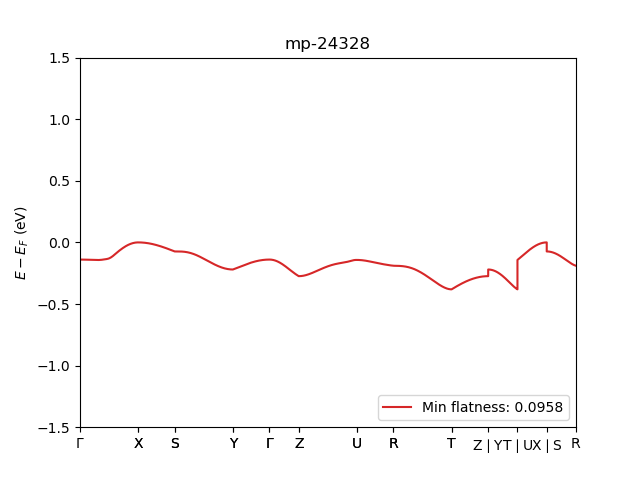 mp-24328
1.5
1.0
0.5
0.0
−0.5
−1.0
−1.5
E − E_F (eV)
Min flatness: 0.0958
Γ X S Y Γ Z U R T Z | YT | UX | S R